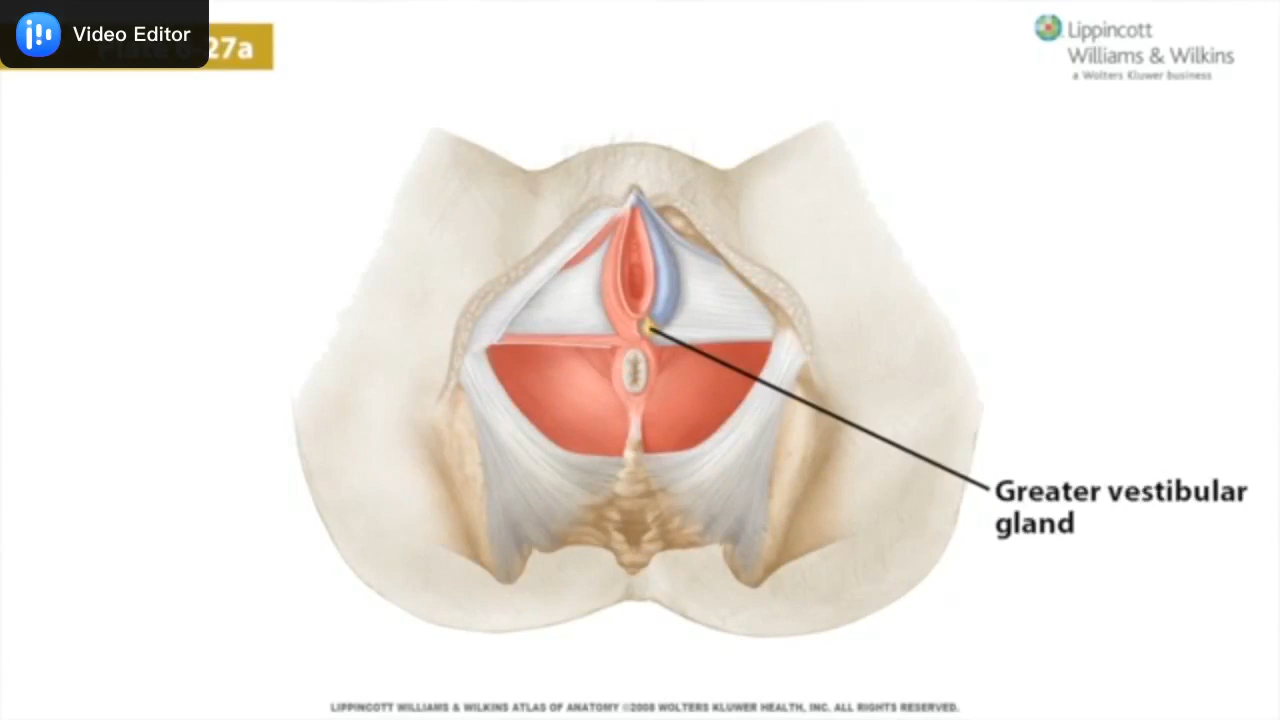 Video Editor
27a
Lippincott
Williams & Wilkins
a Wolters Kluwer business
Greater vestibular
gland
LIPPINCOTT WILLIAMS & WILKINS ATLAS OF ANATOMY ©2008 WOLTERS KLUWER HEALTH, INC. ALL RIGHTS RESERVED.